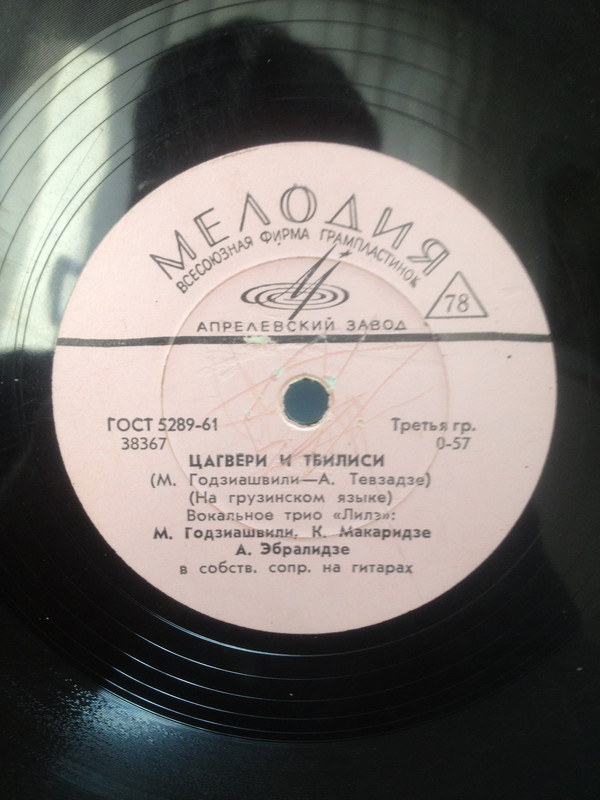 МЕЛОДИЯ
ВСЕСОЮЗНАЯ ФИРМА ГРАМПЛАСТИНОК
78
АПРЕЛЕВСКИЙ ЗАВОД
ГОСТ 5289-61 Третья гр.
38367 0-57
ЦАГВЕРИ И ТБИЛИСИ
(М. Годзиашвили—А. Тевзадзе)
(На грузинском языке)
Вокальное трио «Лилэ»:
М. Годзиашвили, К. Макаридзе
А. Эбралидзе
в собств. сопр. на гитарах